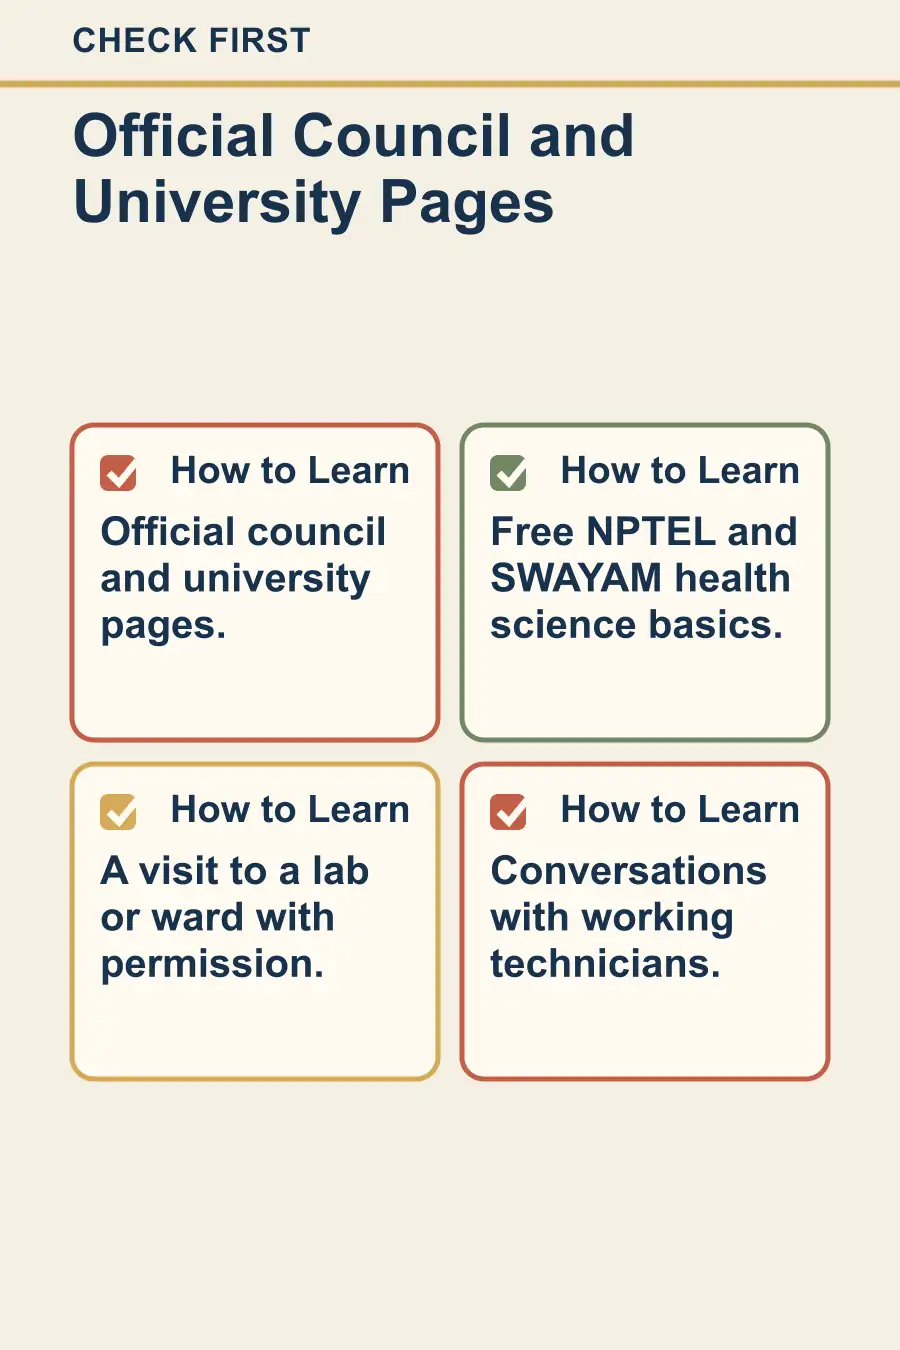 CHECK FIRST
Official Council and
University Pages
How to Learn
Official council
and university
pages.
How to Learn
Free NPTEL and
SWAYAM health
science basics.
How to Learn
A visit to a lab
or ward with
permission.
How to Learn
Conversations
with working
technicians.